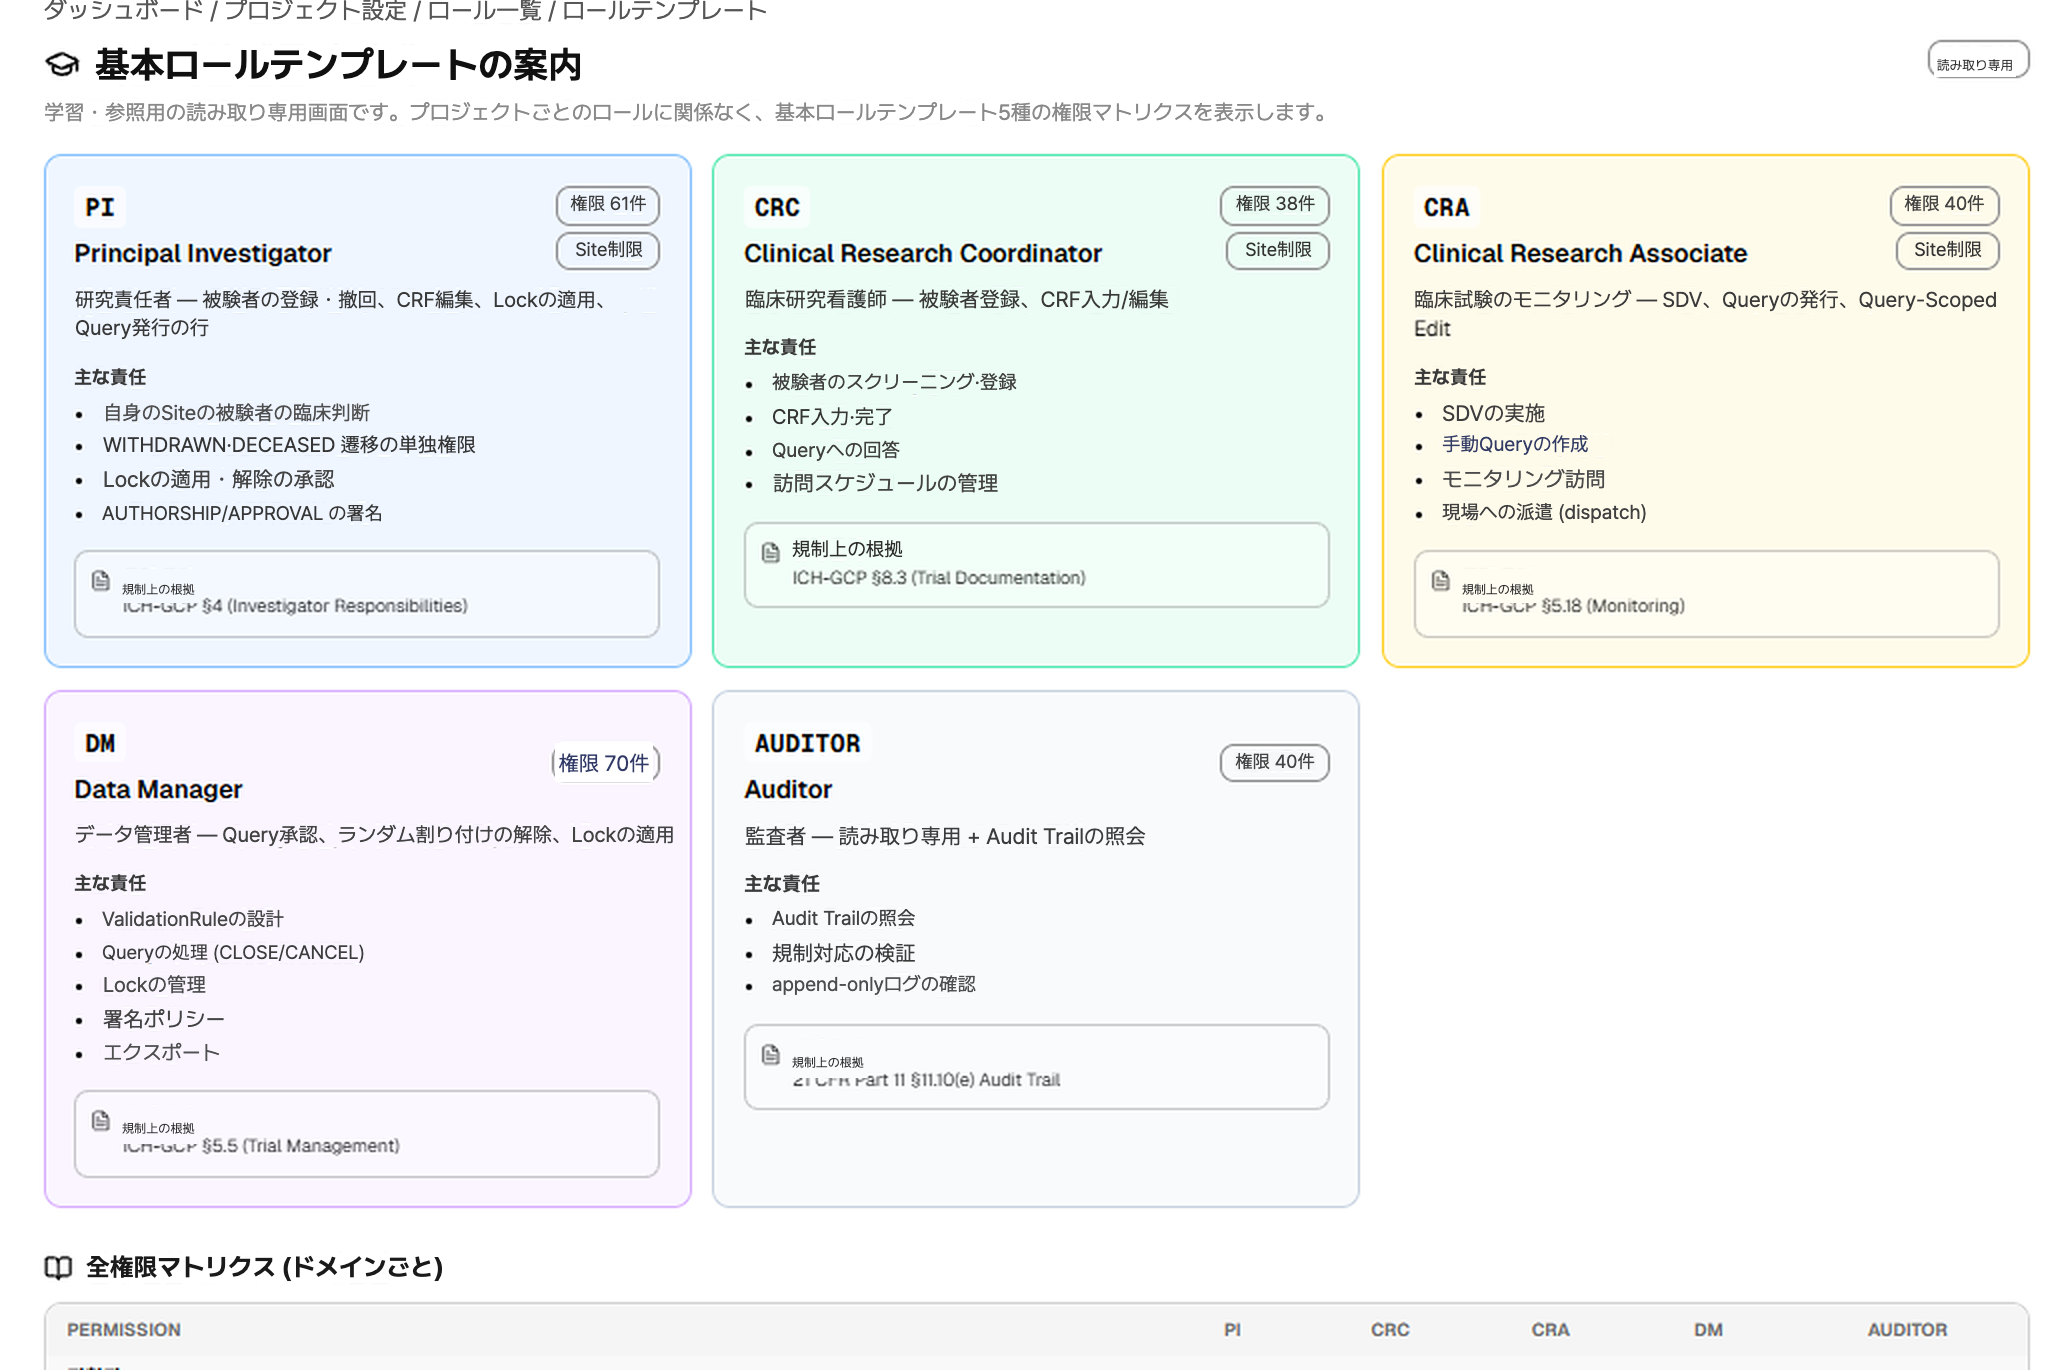 ダッシュボード / プロジェクト設定 / ロール一覧 / ロールテンプレート
基本ロールテンプレートの案内
読み取り専用
学習・参照用の読み取り専用画面です。プロジェクトごとのロールに関係なく、基本ロールテンプレート5種の権限マトリクスを表示します。
PI
権限 61件
Principal Investigator
Site制限
研究責任者 — 被験者の登録・撤回、CRF編集、Lockの適用、
Query発行の行
主な責任
• 自身のSiteの被験者の臨床判断
• WITHDRAWN·DECEASED 遷移の単独権限
• Lockの適用・解除の承認
• AUTHORSHIP/APPROVAL の署名
規制上の根拠
ICH-GCP §4 (Investigator Responsibilities)
CRC
権限 38件
Clinical Research Coordinator
Site制限
臨床研究看護師 — 被験者登録、CRF入力/編集
主な責任
• 被験者のスクリーニング·登録
• CRF入力·完了
• Queryへの回答
• 訪問スケジュールの管理
規制上の根拠
ICH-GCP §8.3 (Trial Documentation)
CRA
権限 40件
Clinical Research Associate
Site制限
臨床試験のモニタリング — SDV、Queryの発行、Query-Scoped
Edit
主な責任
• SDVの実施
• 手動Queryの作成
• モニタリング訪問
• 現場への派遣 (dispatch)
規制上の根拠
ICH-GCP §5.18 (Monitoring)
DM
権限 70件
Data Manager
データ管理者 — Query承認、ランダム割り付けの解除、Lockの適用
主な責任
• ValidationRuleの設計
• Queryの処理 (CLOSE/CANCEL)
• Lockの管理
• 署名ポリシー
• エクスポート
規制上の根拠
ICH-GCP §5.5 (Trial Management)
AUDITOR
権限 40件
Auditor
監査者 — 読み取り専用 + Audit Trailの照会
主な責任
• Audit Trailの照会
• 規制対応の検証
• append-onlyログの確認
規制上の根拠
21 CFR Part 11 §11.10(e) Audit Trail
全権限マトリクス (ドメインごと)
PERMISSION PI CRC CRA DM AUDITOR